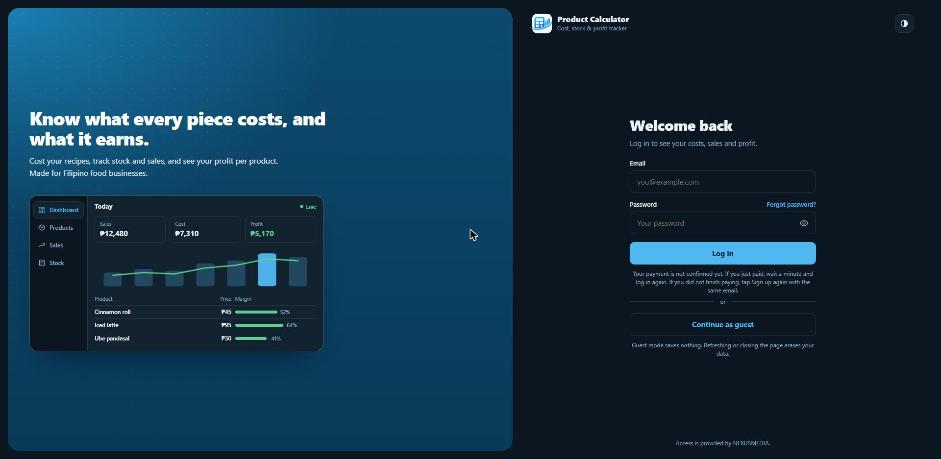 Know what every piece costs, and
what it earns.
Cost your recipes, track stock and sales, and see your profit per product.
Made for Filipino food businesses.
Dashboard
Products
Sales
Stock
Today
Live
Sales
₱12,480
Cost
₱7,310
Profit
₱5,170
Product Price Margin
Cinnamon roll ₱45 52%
Iced latte ₱95 64%
Ube pandesal ₱30 41%
Product Calculator
Cost, stock & profit tracker
Welcome back
Log in to see your costs, sales and profit.
Email
you@example.com
Password Forgot password?
Your password
Log in
Your payment is not confirmed yet. If you just paid, wait a minute and
log in again. If you did not finish paying, tap Sign up again with the
same email.
or
Continue as guest
Guest mode saves nothing. Refreshing or closing the page erases your
data.
Access is provided by NEXUSMEDIA.